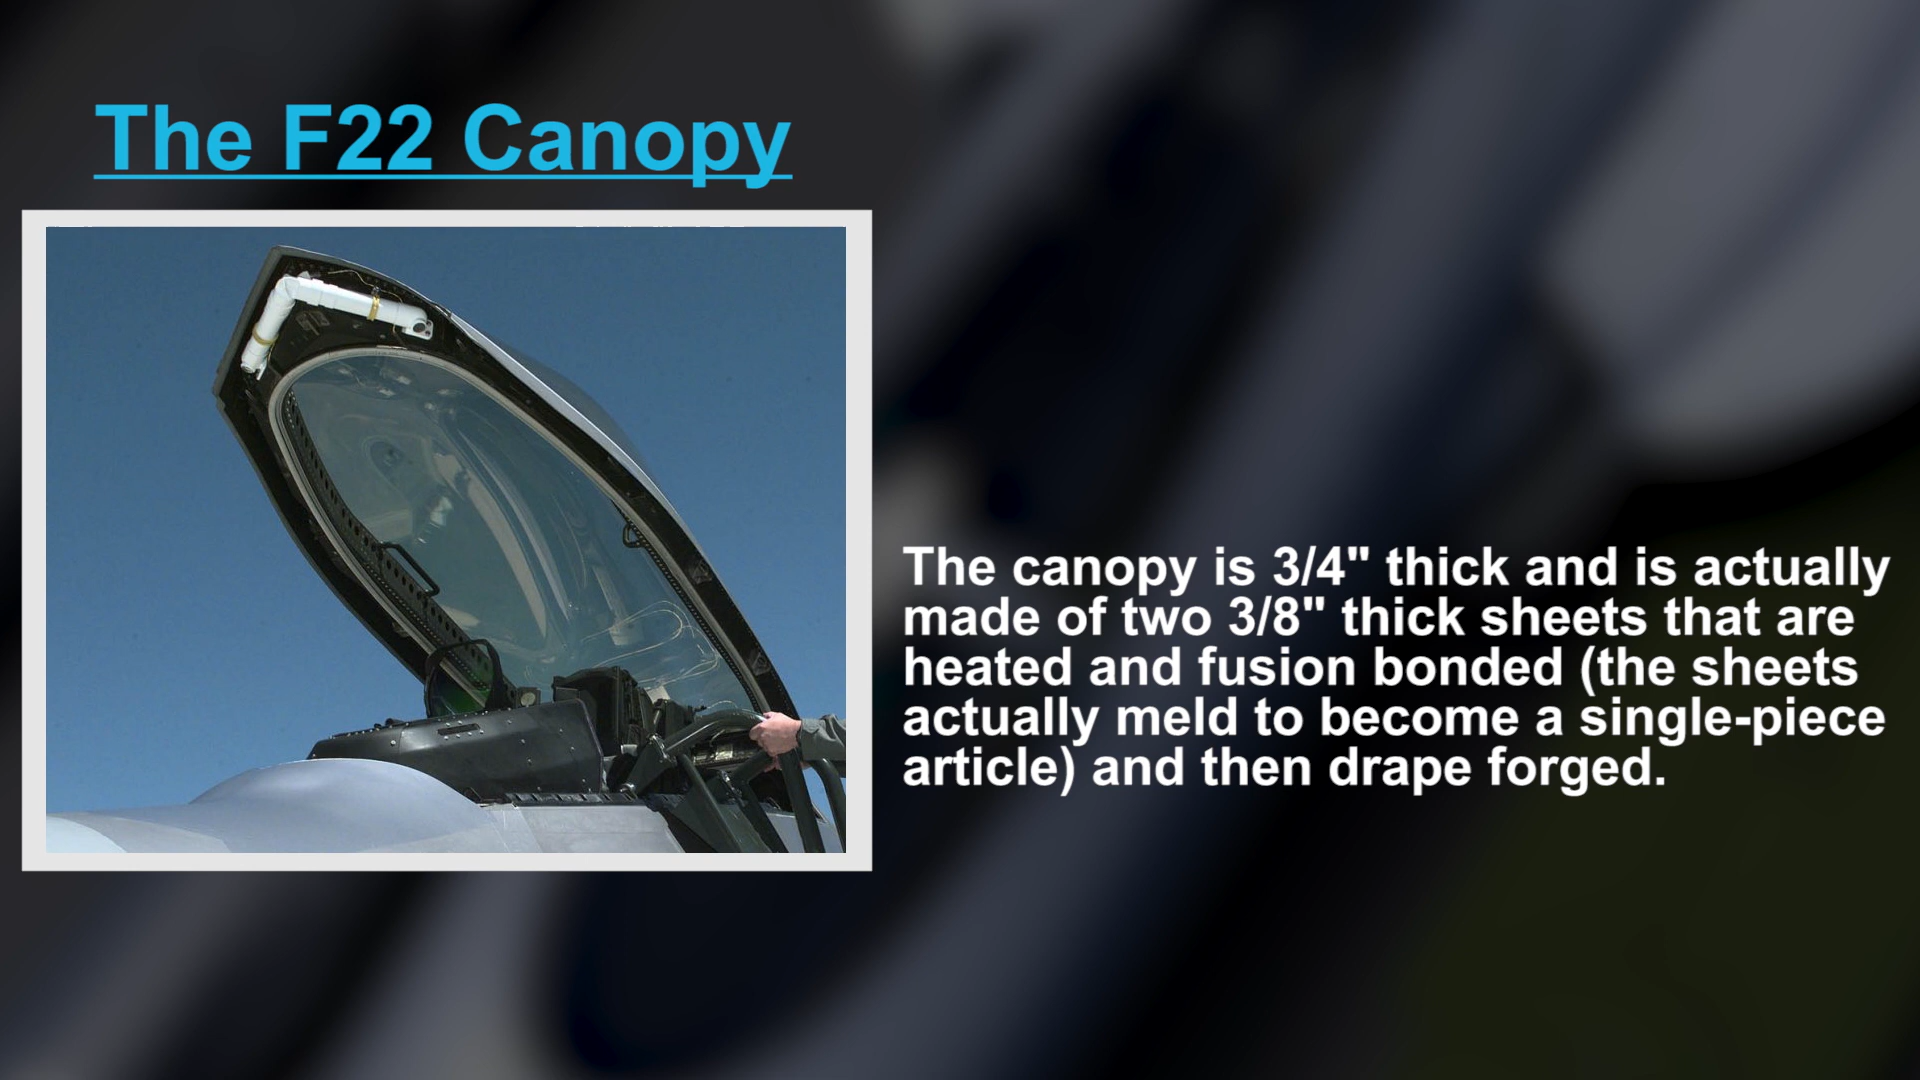 The F22 Canopy
The canopy is 3/4" thick and is actually
made of two 3/8" thick sheets that are
heated and fusion bonded (the sheets
actually meld to become a single-piece
article) and then drape forged.